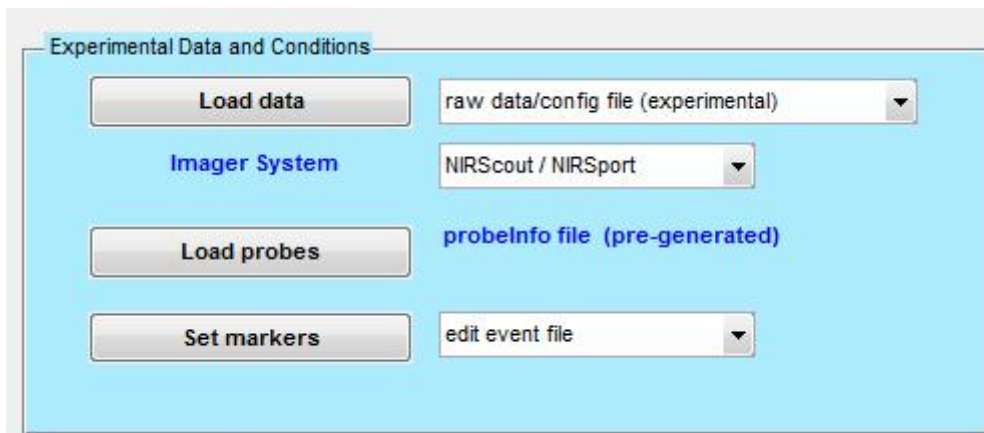 Experimental Data and Conditions
Load data raw data/config file (experimental)
Imager System NIRScout / NIRSport
Load probes probeInfo file (pre-generated)
Set markers edit event file